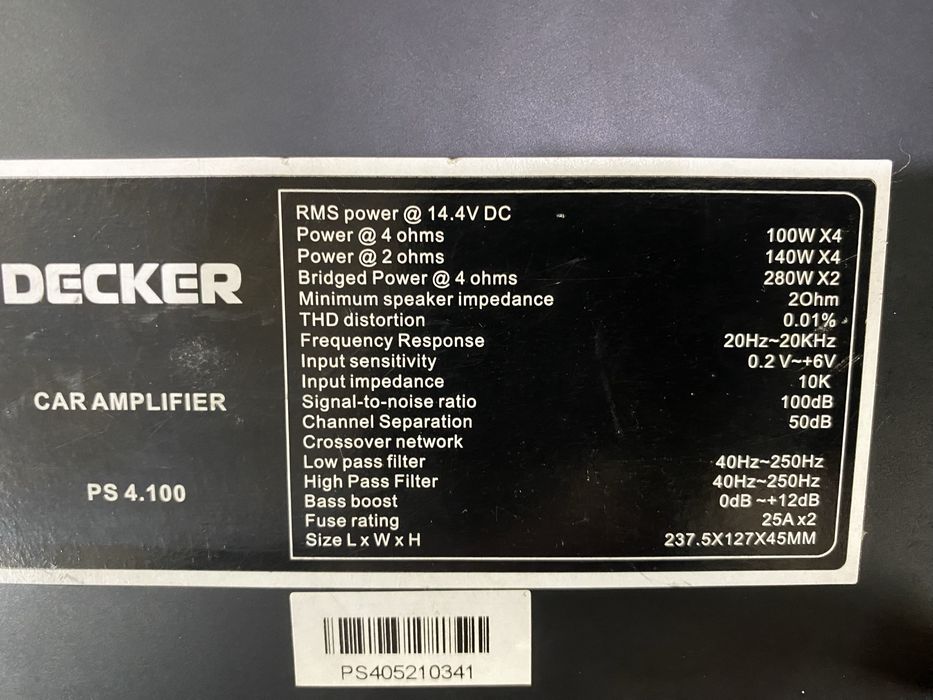 DECKER
CAR AMPLIFIER
PS 4.100
RMS power @ 14.4V DC
Power @ 4 ohms 100W X4
Power @ 2 ohms 140W X4
Bridged Power @ 4 ohms 280W X2
Minimum speaker impedance 2Ohm
THD distortion 0.01%
Frequency Response 20Hz~20KHz
Input sensitivity 0.2 V~+6V
Input impedance 10K
Signal-to-noise ratio 100dB
Channel Separation 50dB
Crossover network
Low pass filter 40Hz~250Hz
High Pass Filter 40Hz~250Hz
Bass boost 0dB ~+12dB
Fuse rating 25A x2
Size L x W x H 237.5X127X45MM
PS405210341